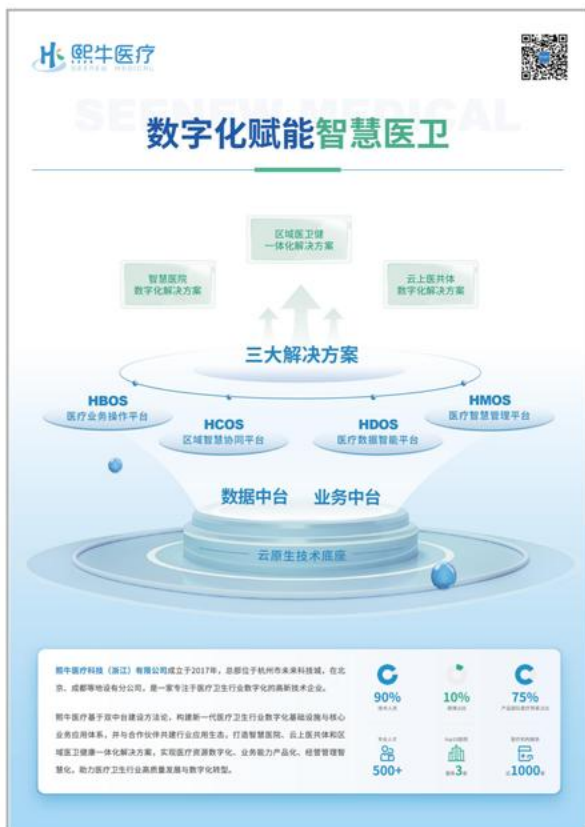 熙牛医疗
SEENEW MEDICAL
SEENEW MEDICAL
数字化赋能智慧医卫
区域医卫健
一体化解决方案
智慧医院
数字化解决方案
云上医共体
数字化解决方案
三大解决方案
HBOS
医疗业务操作平台
HMOS
医疗智慧管理平台
HCOS
区域智慧协同平台
HDOS
医疗数据智能平台
数据中台 业务中台
云原生技术底座
熙牛医疗科技（浙江）有限公司成立于2017年，总部位于杭州市未来科技城，在北
京、成都等地设有分公司，是一家专注于医疗卫生行业数字化的高新技术企业。
熙牛医疗基于双中台建设方法论，构建新一代医疗卫生行业数字化基础设施与核心
业务应用体系，并与合作伙伴共建行业应用生态，打造智慧医院、云上医共体和区
域医卫健康一体化解决方案，实现医疗资源数字化、业务能力产品化、经营管理智
慧化，助力医疗卫生行业高质量发展与数字化转型。
90% 10% 75%
技术人员
专业人才
500+ 3 1000